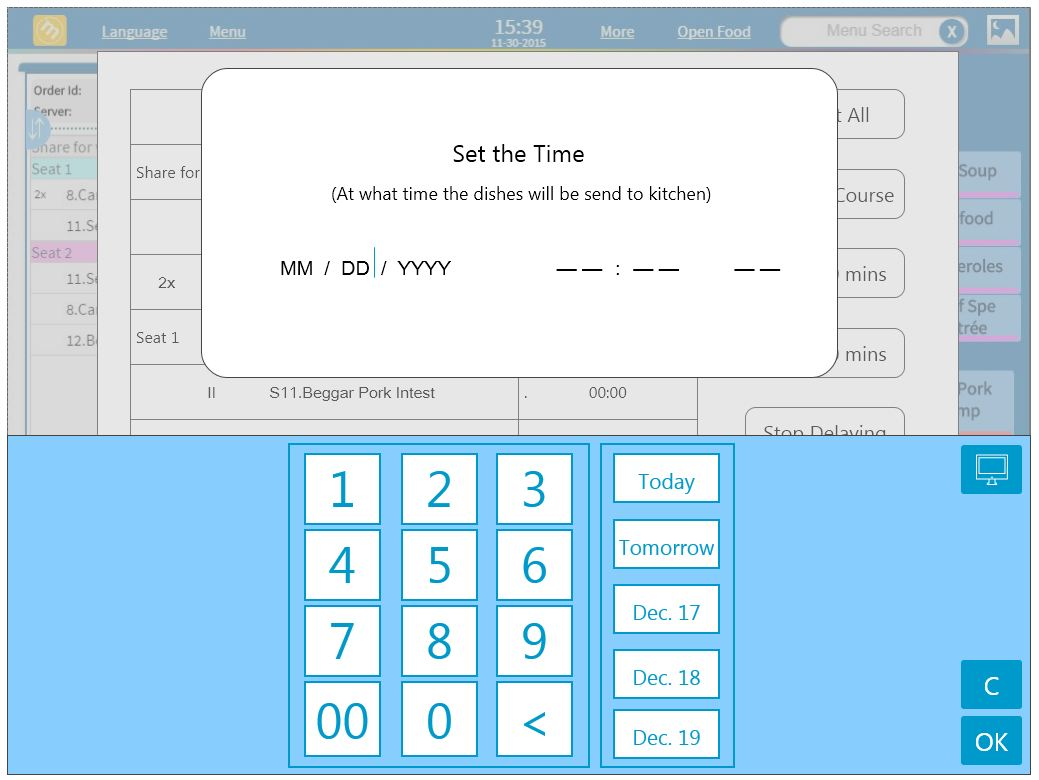 m Language Menu 15:39 More Open Food Menu Search X
11-30-2015
Order Id:
Server:
Share for
Seat 1
2x 8.Ca
11.Se
Seat 2
11.Se
8.Ca
12.B
Share for
2x
Seat 1
II S11.Beggar Pork Intest . 00:00
t All
Course
mins
mins
Stop Delaying
Soup
food
eroles
f Spe
trée
Pork
mp
Set the Time
(At what time the dishes will be send to kitchen)
MM / DD / YYYY — — : — — — —
1 2 3
4 5 6
7 8 9
00 0 <
Today
Tomorrow
Dec. 17
Dec. 18
Dec. 19
C
OK